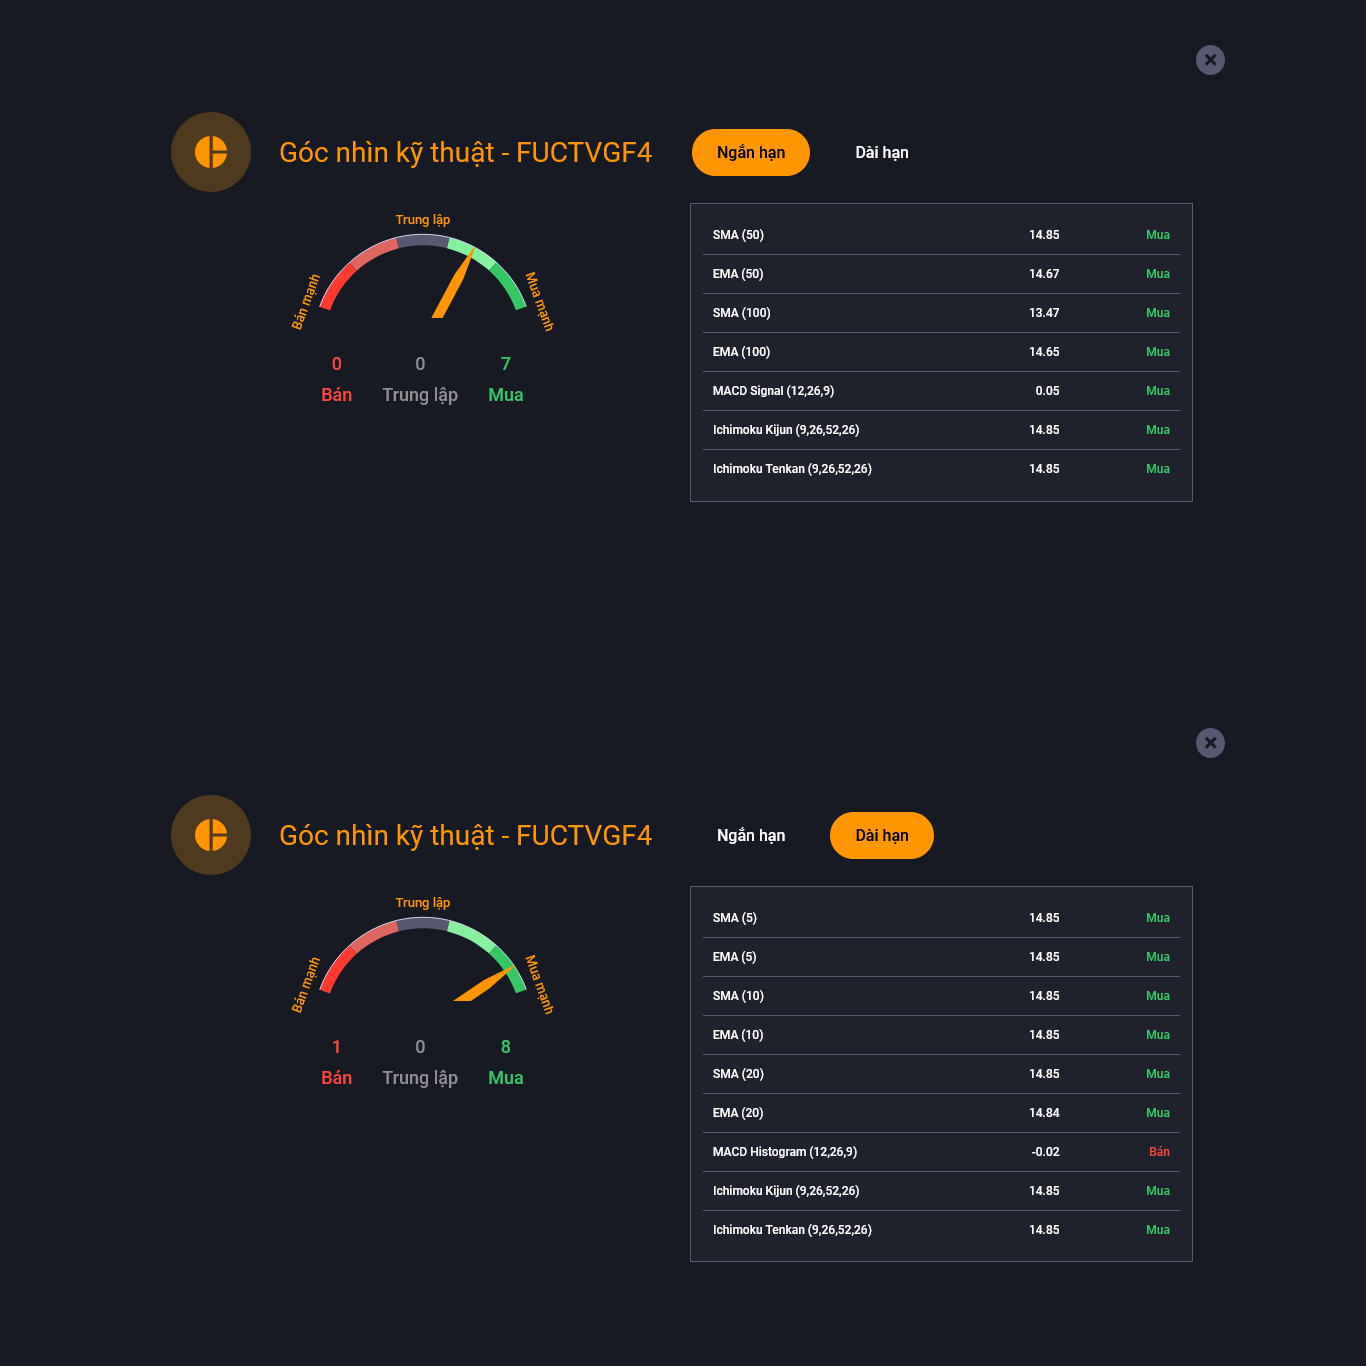 Góc nhìn kỹ thuật - FUCTVGF4
Ngắn hạn Dài hạn
Trung lập
Bán mạnh
Mua mạnh
0 0 7
Bán Trung lập Mua
SMA (50) 14.85 Mua
EMA (50) 14.67 Mua
SMA (100) 13.47 Mua
EMA (100) 14.65 Mua
MACD Signal (12,26,9) 0.05 Mua
Ichimoku Kijun (9,26,52,26) 14.85 Mua
Ichimoku Tenkan (9,26,52,26) 14.85 Mua
Góc nhìn kỹ thuật - FUCTVGF4
Ngắn hạn Dài hạn
Trung lập
Bán mạnh
Mua mạnh
1 0 8
Bán Trung lập Mua
SMA (5) 14.85 Mua
EMA (5) 14.85 Mua
SMA (10) 14.85 Mua
EMA (10) 14.85 Mua
SMA (20) 14.85 Mua
EMA (20) 14.84 Mua
MACD Histogram (12,26,9) -0.02 Bán
Ichimoku Kijun (9,26,52,26) 14.85 Mua
Ichimoku Tenkan (9,26,52,26) 14.85 Mua